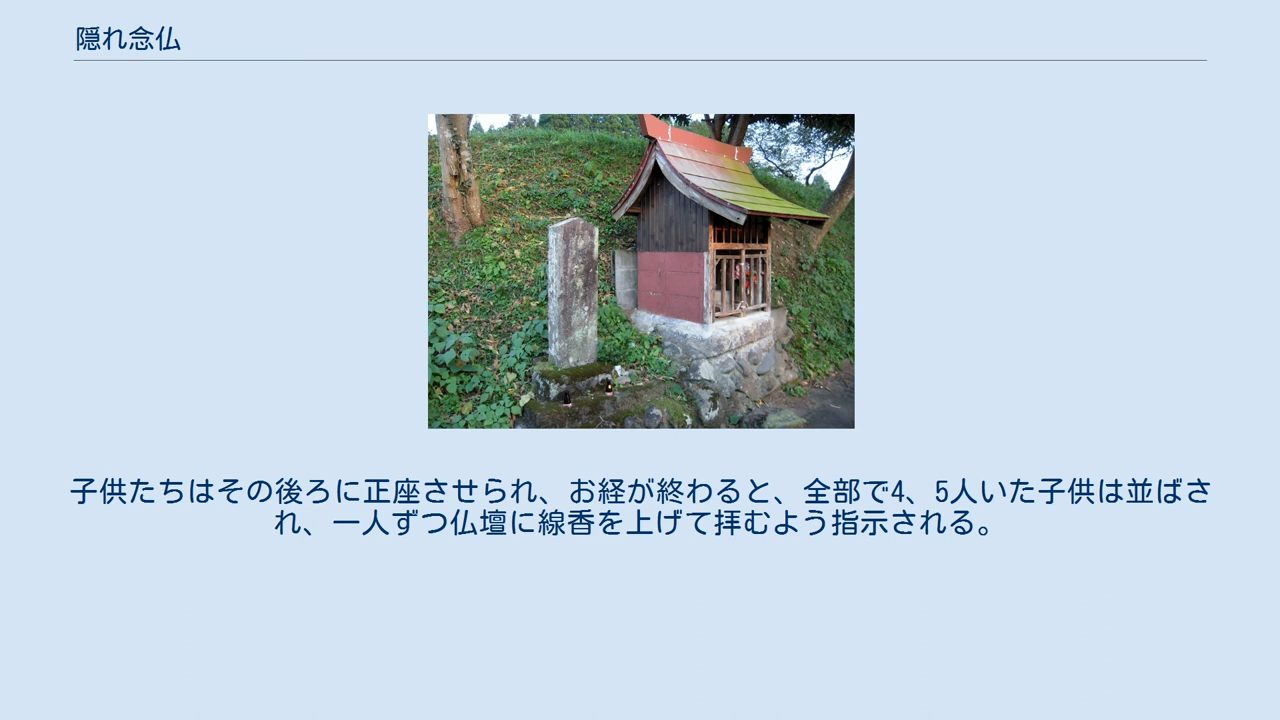 隠れ念仏
子供たちはその後ろに正座させられ、お経が終わると、全部で4、5人いた子供は並ばさ
れ、一人ずつ仏壇に線香を上げて拝むよう指示される。